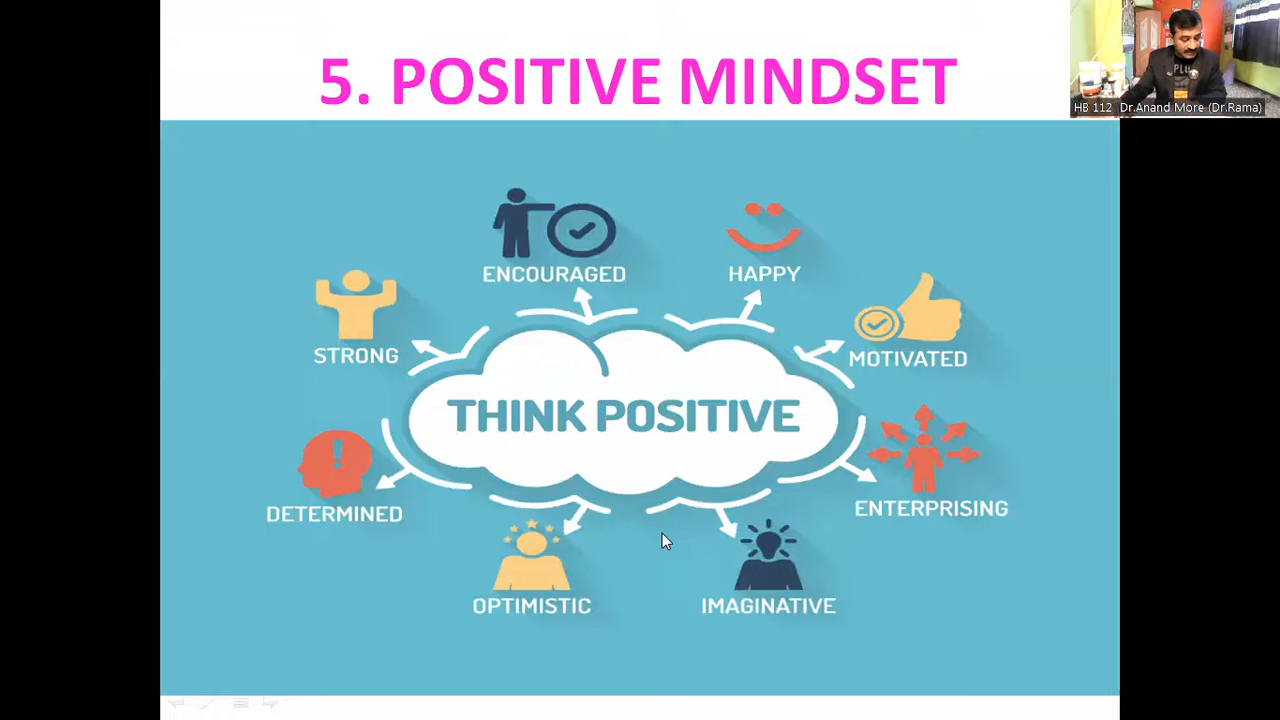 5. POSITIVE MINDSET
PLU
HB 112 Dr.Anand More (Dr.Rama)
ENCOURAGED
HAPPY
STRONG
MOTIVATED
THINK POSITIVE
DETERMINED
ENTERPRISING
OPTIMISTIC
IMAGINATIVE